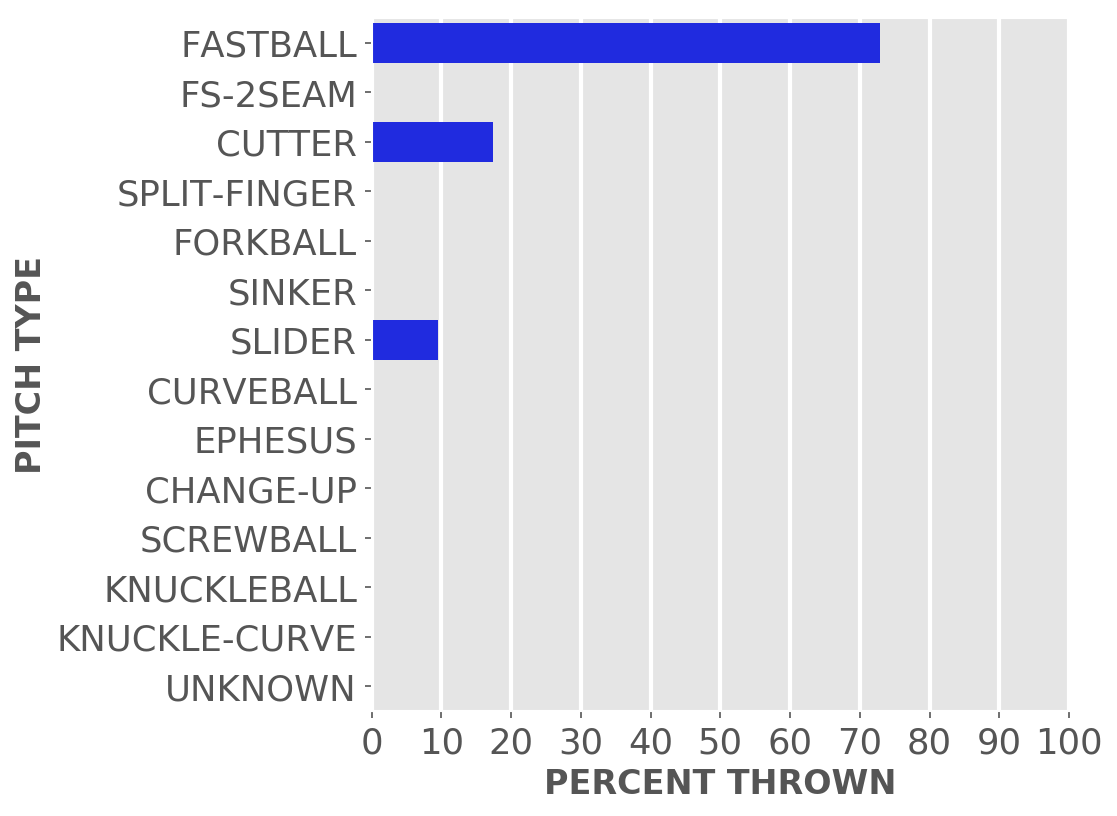 FASTBALL
FS-2SEAM
CUTTER
SPLIT-FINGER
FORKBALL
SINKER
SLIDER
CURVEBALL
EPHESUS
CHANGE-UP
SCREWBALL
KNUCKLEBALL
KNUCKLE-CURVE
UNKNOWN
PITCH TYPE
0 10 20 30 40 50 60 70 80 90 100
PERCENT THROWN